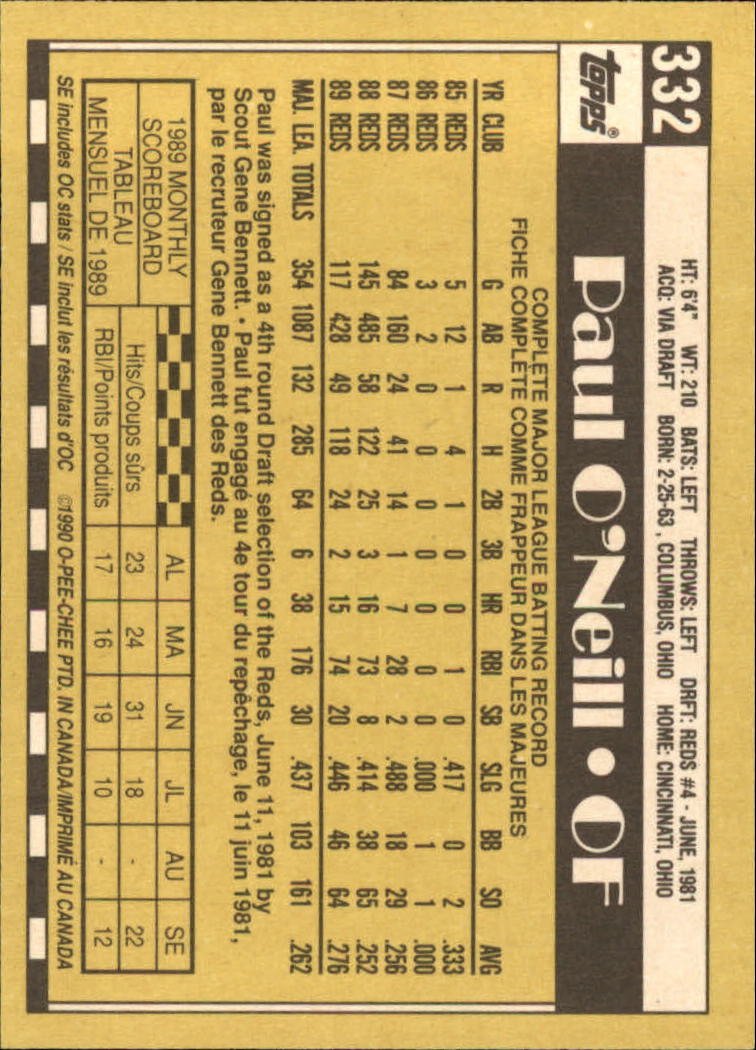 332
HT: 6'4" WT: 210 BATS: LEFT THROWS: LEFT DRFT: REDS #4 - JUNE, 1981
ACQ: VIA DRAFT BORN: 2-25-63, COLUMBUS, OHIO HOME: CINCINNATI, OHIO
topps®
Paul O'Neill • OF
COMPLETE MAJOR LEAGUE BATTING RECORD
FICHE COMPLÈTE COMME FRAPPEUR DANS LES MAJEURES
YR CLUB G AB R H 2B 3B HR RBI SB SLG BB SO AVG
85 REDS 5 12 1 4 1 0 0 1 0 .417 0 2 .333
86 REDS 3 2 0 0 0 0 0 0 0 .000 1 1 .000
87 REDS 84 160 24 41 14 1 7 28 2 .488 18 29 .256
88 REDS 145 485 58 122 25 3 16 73 8 .414 38 65 .252
89 REDS 117 428 49 118 24 2 15 74 20 .446 46 64 .276
MAJ. LEA. TOTALS 354 1087 132 285 64 6 38 176 30 .437 103 161 .262
Paul was signed as a 4th round Draft selection of the Reds, June 11, 1981 by
Scout Gene Bennett. • Paul fut engagé au 4e tour du repêchage, le 11 juin 1981,
par le recruteur Gene Bennett des Reds.
1989 MONTHLY
SCOREBOARD
TABLEAU
MENSUEL DE 1989
AL MA JN JL AU SE
Hits/Coups sûrs 23 24 31 18 - 22
RBI/Points produits 17 16 19 10 - 12
SE includes OC stats / SE inclut les résultats d'OC ©1990 O-PEE-CHEE PTD. IN CANADA/IMPRIMÉ AU CANADA